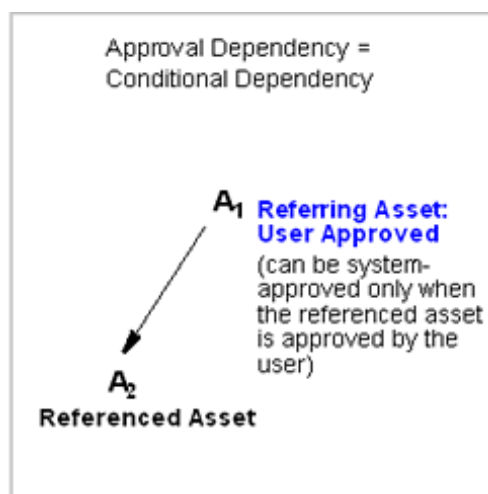 Approval Dependency =
Conditional Dependency
A1
Referring Asset:
User Approved
(can be system-
approved only when
the referenced asset
is approved by the
user)
A2
Referenced Asset